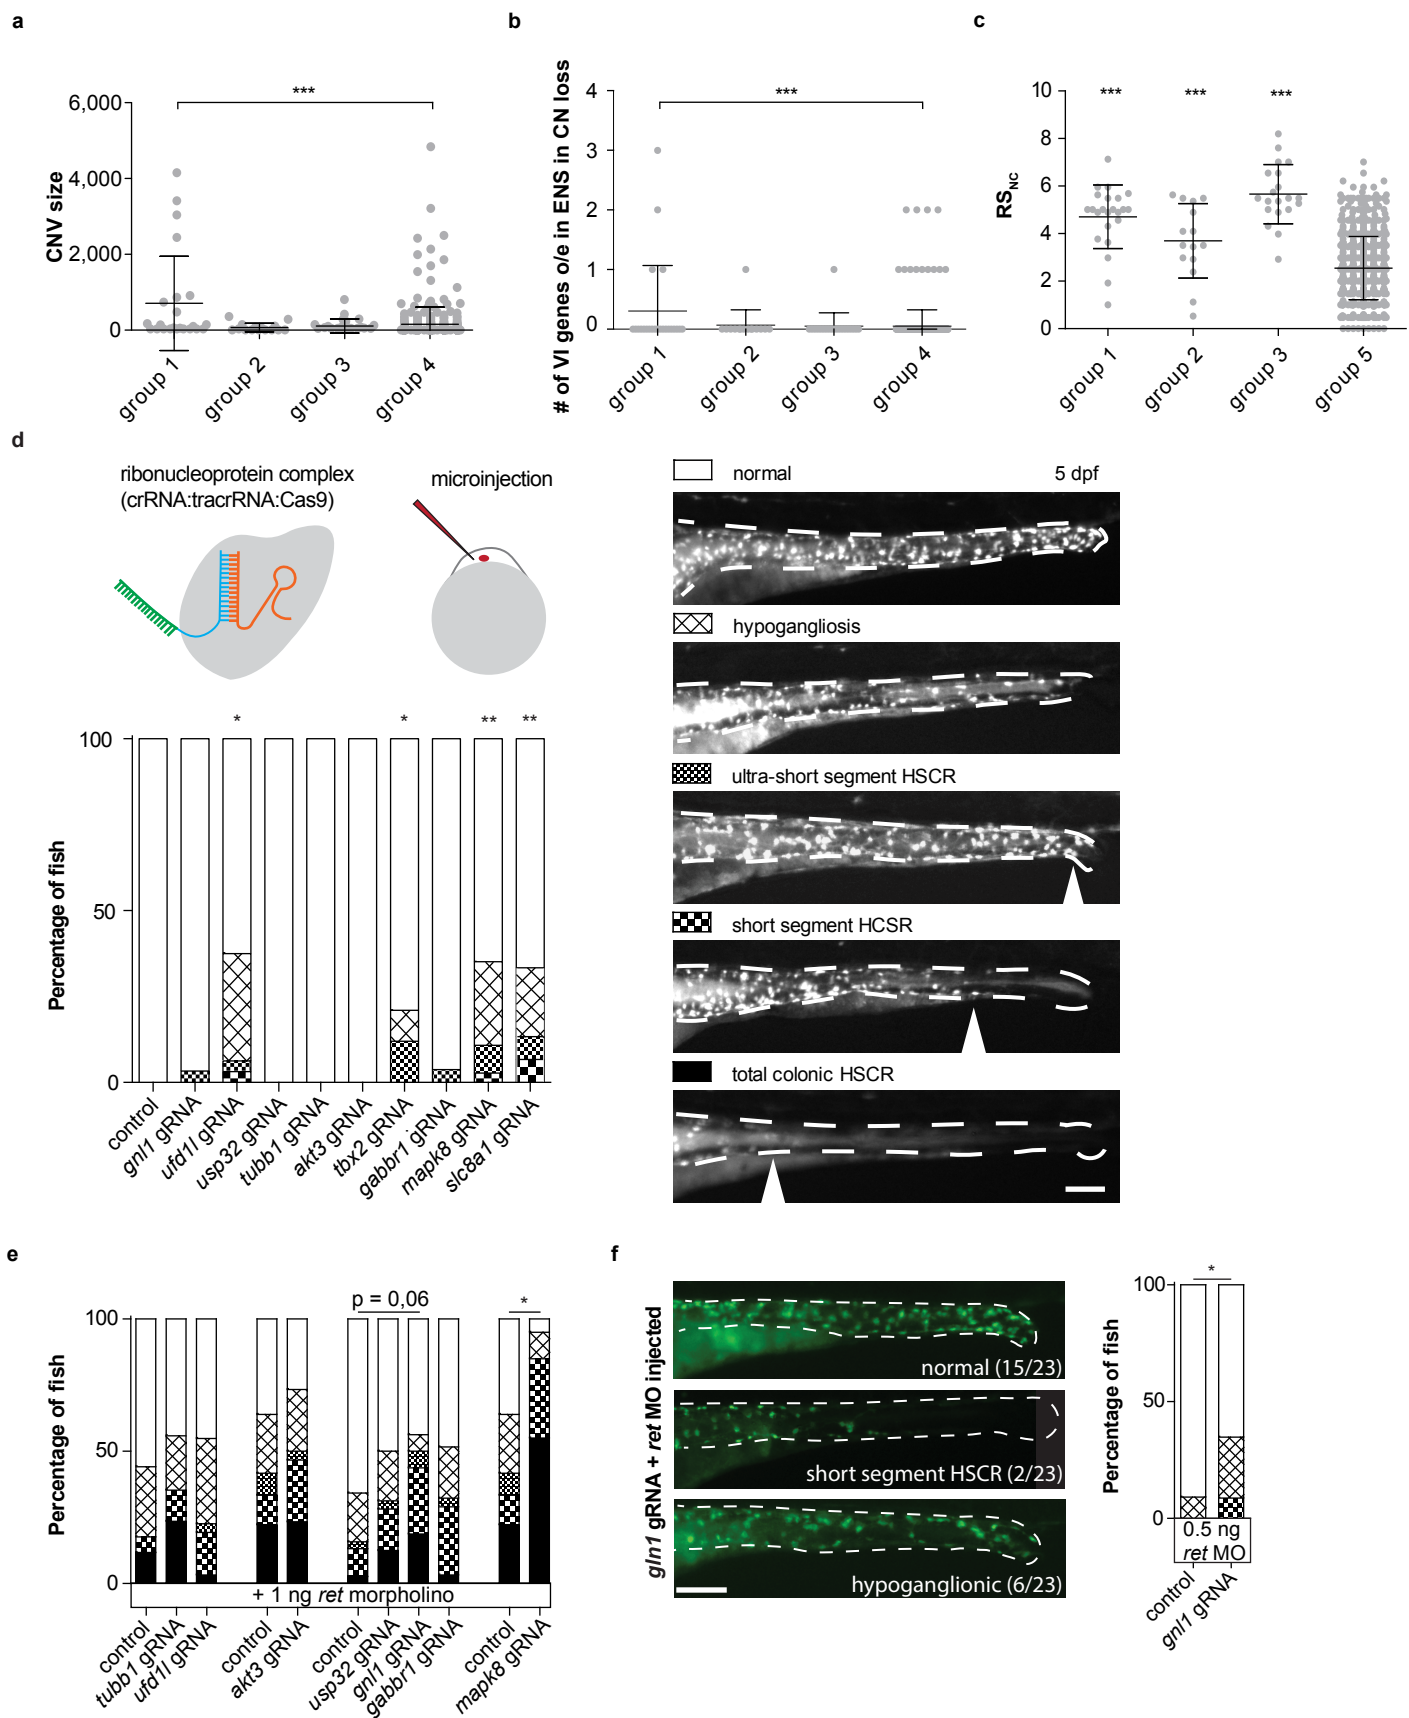 a
***
6,000
4,000
2,000
0
CNV size
group 1
group 2
group 3
group 4
b
***
4
3
2
1
0
# of VI genes o/e in ENS in CN loss
group 1
group 2
group 3
group 4
c
***
***
***
10
8
6
4
2
0
RSNC
group 1
group 2
group 3
group 5
d
ribonucleoprotein complex
(crRNA:tracrRNA:Cas9)
microinjection
*
*
**
**
100
50
0
Percentage of fish
control
gnl1 gRNA
ufd1l gRNA
usp32 gRNA
tubb1 gRNA
akt3 gRNA
tbx2 gRNA
gabbr1 gRNA
mapk8 gRNA
slc8a1 gRNA
normal
5 dpf
hypogangliosis
ultra-short segment HSCR
short segment HCSR
total colonic HSCR
e
p = 0,06
*
100
50
0
Percentage of fish
+ 1 ng ret morpholino
control
tubb1 gRNA
ufd1l gRNA
control
akt3 gRNA
control
usp32 gRNA
gnl1 gRNA
gabbr1 gRNA
control
mapk8 gRNA
f
gln1 gRNA + ret MO injected
normal (15/23)
short segment HSCR (2/23)
hypoganglionic (6/23)
*
100
50
0
Percentage of fish
0.5 ng
ret MO
control
gnl1 gRNA